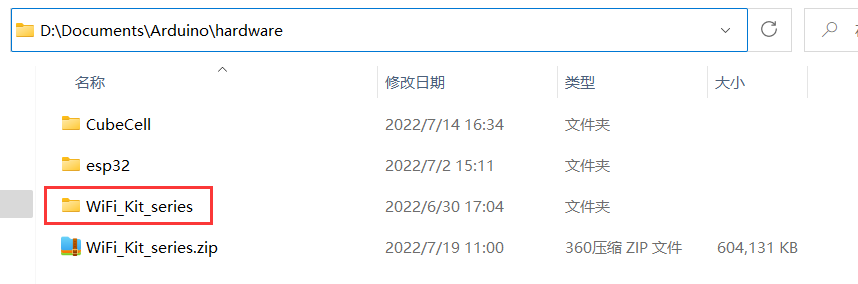 D:\Documents\Arduino\hardware
名称 修改日期 类型 大小
CubeCell 2022/7/14 16:34 文件夹
esp32 2022/7/2 15:11 文件夹
WiFi_Kit_series 2022/6/30 17:04 文件夹
WiFi_Kit_series.zip 2022/7/19 11:00 360压缩 ZIP 文件 604,131 KB